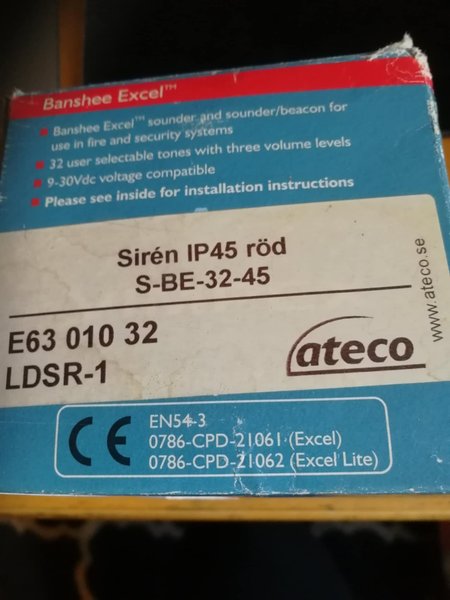 Banshee Excel™
Banshee Excel™ sounder and sounder/beacon for
use in fire and security systems
32 user selectable tones with three volume levels
9-30Vdc voltage compatible
Please see inside for installation instructions
Sirén IP45 röd
S-BE-32-45
E63 010 32
LDSR-1
ateco
www.ateco.se
CE
EN54-3
0786-CPD-21061 (Excel)
0786-CPD-21062 (Excel Lite)